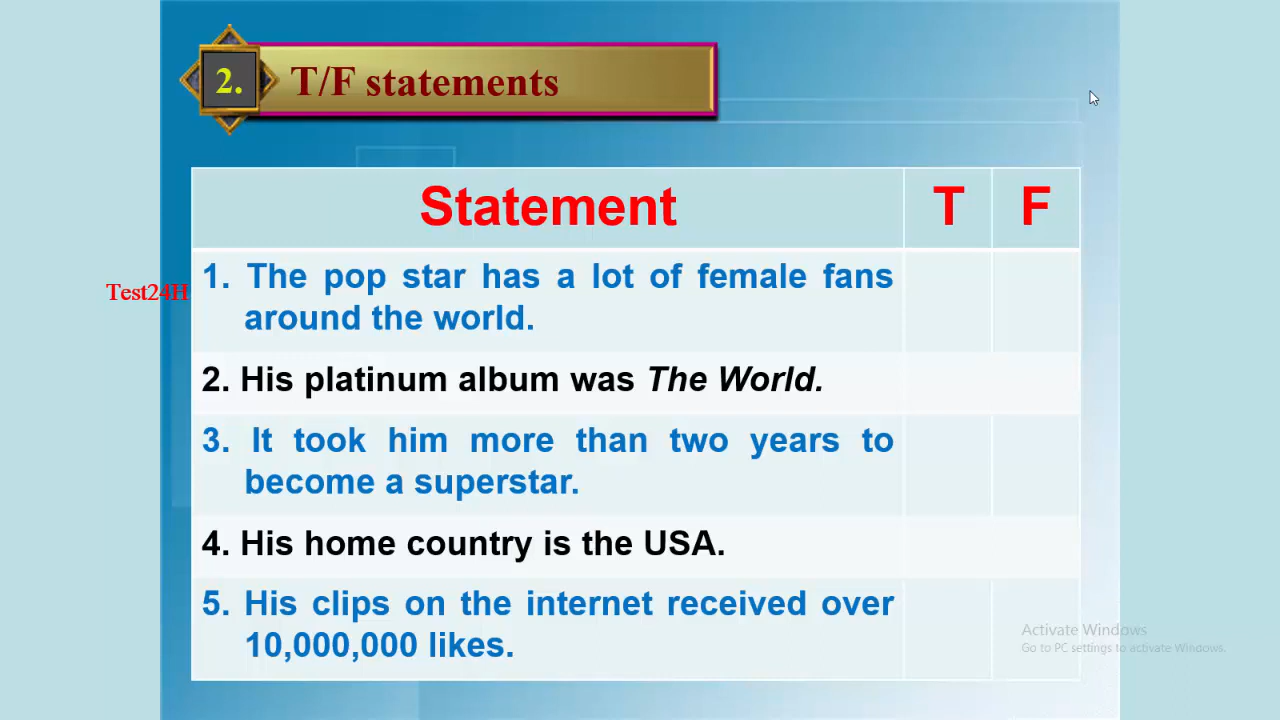 2.
T/F statements
Statement T F
1. The pop star has a lot of female fans
around the world.
Test24H
2. His platinum album was The World.
3. It took him more than two years to
become a superstar.
4. His home country is the USA.
5. His clips on the internet received over
10,000,000 likes.
Activate Windows
Go to PC settings to activate Windows.